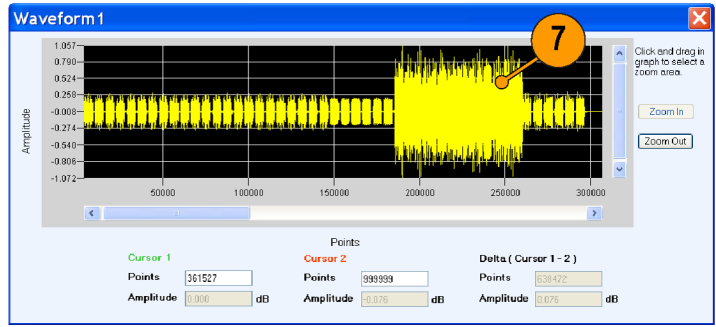 Waveform1
7
Click and drag in
graph to select a
zoom area.
1.057
0.790
0.524
0.258
-0.008
-0.274
-0.540
-0.806
-1.072
Amplitude
Zoom In
Zoom Out
50000 100000 150000 200000 250000 300000
Points
Cursor 1 Cursor 2 Delta ( Cursor 1 - 2 )
Points 361527 Points 999999 Points 638472
Amplitude 0.000 dB Amplitude -0.076 dB Amplitude 0.076 dB